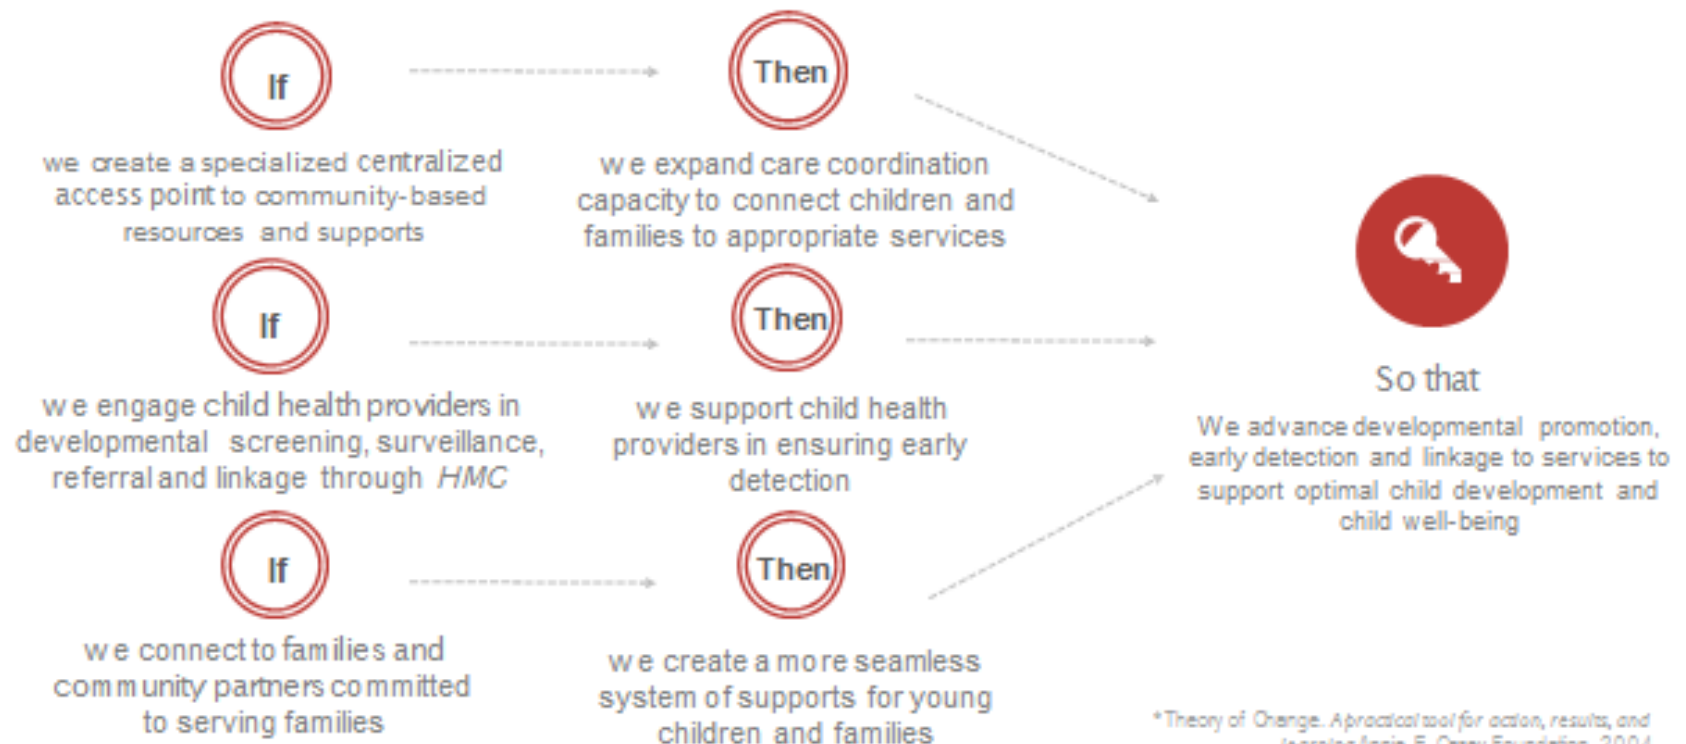 If
we create a specialized centralized
access point to community-based
resources and supports
Then
we expand care coordination
capacity to connect children and
families to appropriate services
If
we engage child health providers in
developmental screening, surveillance,
referral and linkage through HMC
Then
we support child health
providers in ensuring early
detection
If
we connect to families and
community partners committed
to serving families
Then
we create a more seamless
system of supports for young
children and families
So that
We advance developmental promotion,
early detection and linkage to services to
support optimal child development and
child well-being
*Theory of Change. A practical tool for action, results, and
learning Annie E. Casey Foundation, 2004